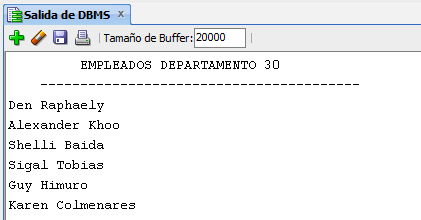 Salida de DBMS x
Tamaño de Buffer: 20000
EMPLEADOS DEPARTAMENTO 30
----------------------------------------
Den Raphaely
Alexander Khoo
Shelli Baida
Sigal Tobias
Guy Himuro
Karen Colmenares